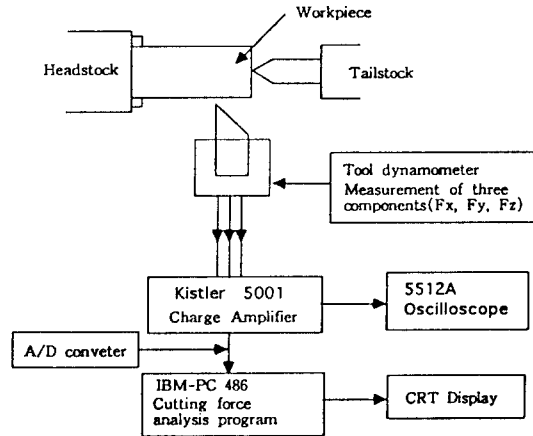 Workpiece
Headstock
Tailstock
Tool dynamometer
Measurement of three
components(Fx, Fy, Fz)
Kistler 5001
Charge Amplifier
5512A
Oscilloscope
A/D conveter
IBM-PC 486
Cutting force
analysis program
CRT Display